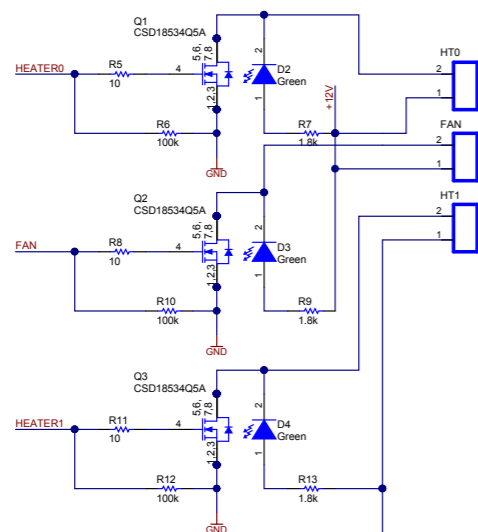 Q1
CSD18534Q5A
HT0
HEATER0
R5
10
4
5,6,
7,8
1,2,3
2
D2
Green
1
+12V
2
1
R6
100k
R7
1.8k
GND
FAN
2
1
Q2
CSD18534Q5A
HT1
2
1
FAN
R8
10
4
5,6,
7,8
1,2,3
2
D3
Green
1
R10
100k
R9
1.8k
GND
Q3
CSD18534Q5A
HEATER1
R11
10
4
5,6,
7,8
1,2,3
2
D4
Green
1
R12
100k
R13
1.8k
GND